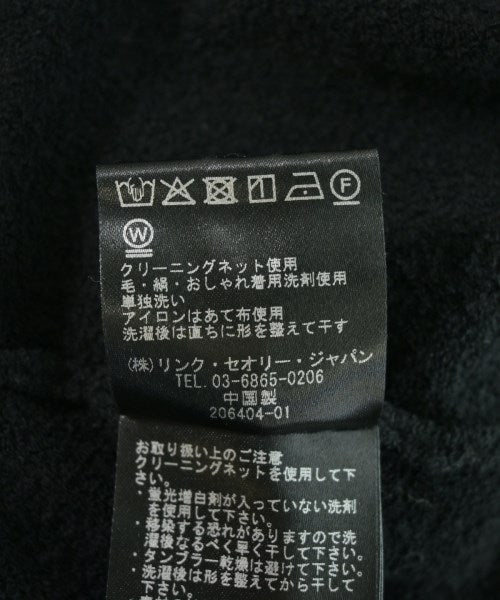 F
W
クリーニングネット使用
毛・絹・おしゃれ着用洗剤使用
単独洗い
アイロンはあて布使用
洗濯後は直ちに形を整えて干す
(株)リンク・セオリー・ジャパン
TEL. 03-6865-0206
中国製
206404-01
お取り扱い上のご注意
クリーニングネットを使用して下
さい。
・蛍光増白剤が入っていない洗剤
を使用して下さい。
・移染する恐れがありますので洗
濯後なるべく早く干して下さい。
・タンブラー乾燥は避けて下さい。
・洗濯後は形を整えてから干して
下さい。